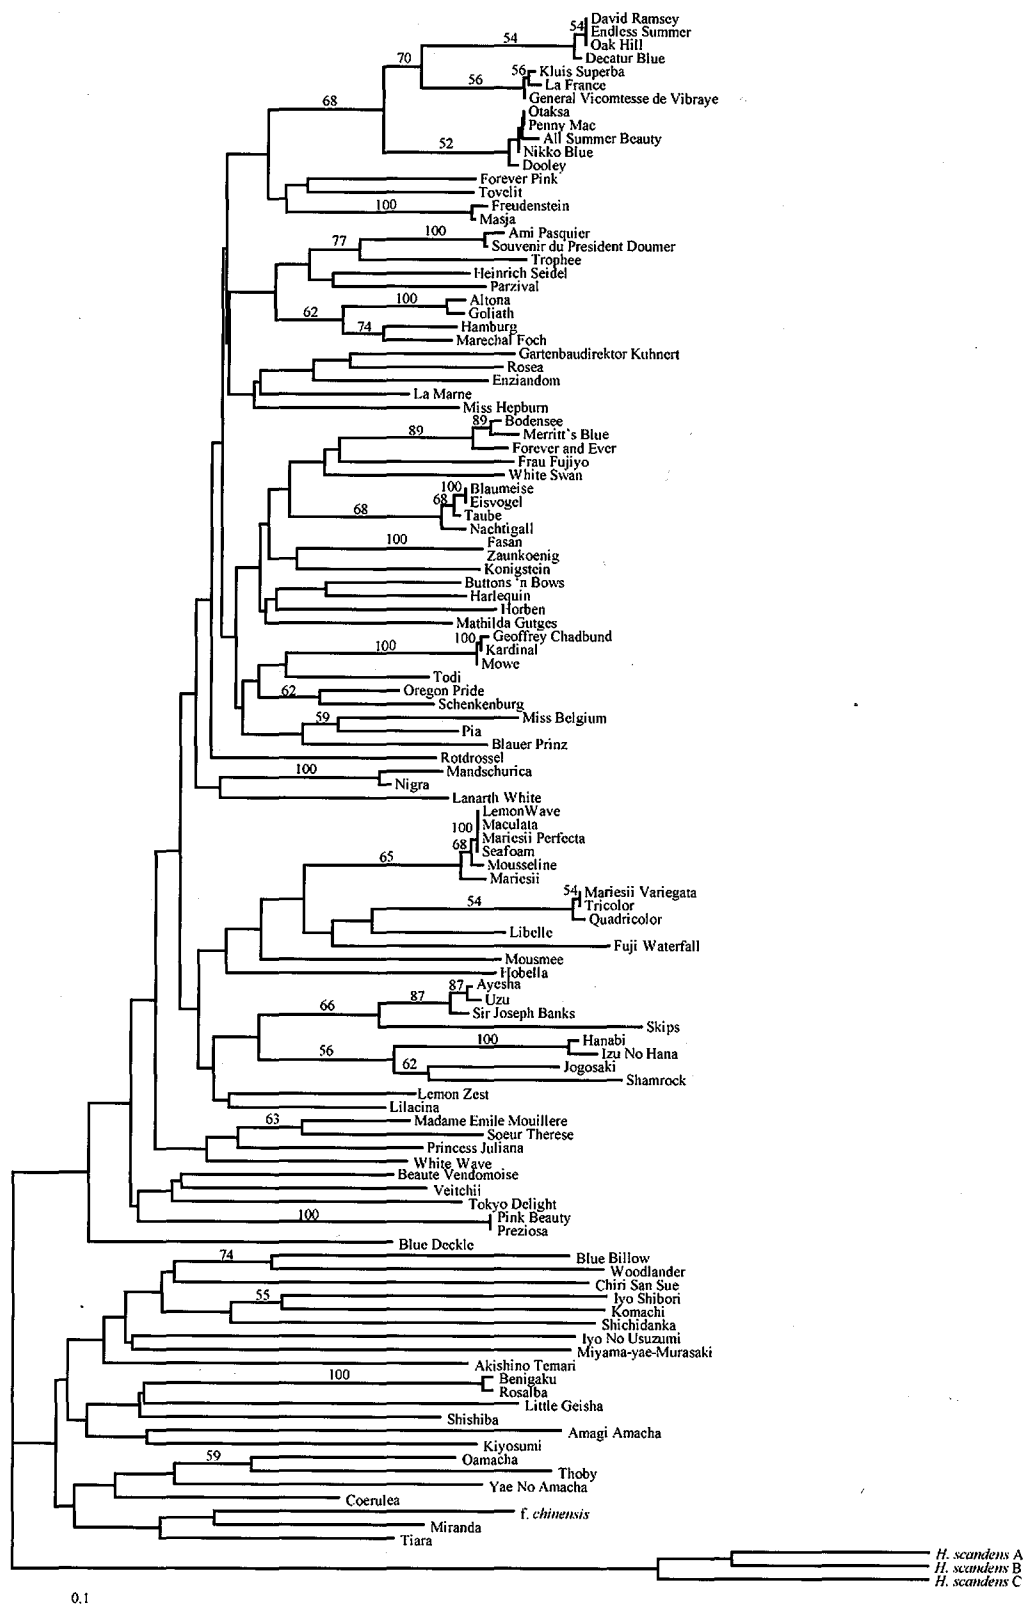 David Ramsey
54
Endless Summer
54
Oak Hill
Decatur Blue
70
56
Kluis Superba
56
La France
General Vicomtesse de Vibraye
68
Otaksa
Penny Mac
All Summer Beauty
52
Nikko Blue
Dooley
Forever Pink
Tovelit
100
Freudenstein
Masja
100
Ami Pasquier
77
Souvenir du President Doumer
Trophee
Heinrich Seidel
Parzival
100
Altona
Goliath
62
Hamburg
74
Marechal Foch
Gartenbaudirektor Kuhnert
Rosea
Enziandom
La Marne
Miss Hepburn
89
Bodensee
89
Merritt`s Blue
Forever and Ever
Frau Fujiyo
White Swan
100
Blaumeise
68
Eisvogel
68
Taube
Nachtigall
100
Fasan
Zaunkoenig
Konigstein
Buttons 'n Bows
Harlequin
Horben
Mathilda Gutges
100
Geoffrey Chadbund
100
Kardinal
Mowe
Todi
62
Oregon Pride
Schenkenburg
59
Miss Belgium
Pia
Blauer Prinz
Rotdrossel
100
Mandschurica
Nigra
Lanarth White
LemonWave
100
Maculata
Mariesii Perfecta
68
Seafoam
65
Mousseline
Mariesii
54
Mariesii Variegata
54
Tricolor
Quadricolor
Libelle
Fuji Waterfall
Mousmee
Hobella
87
Ayesha
87
Uzu
66
Sir Joseph Banks
Skips
100
Hanabi
56
Izu No Hana
62
Jogosaki
Shamrock
Lemon Zest
Lilacina
63
Madame Emile Mouillere
Soeur Therese
Princess Juliana
White Wave
Beaute Vendomoise
Veitchii
Tokyo Delight
100
Pink Beauty
Preziosa
Blue Deckle
74
Blue Billow
Woodlander
Chiri San Sue
55
Iyo Shibori
Komachi
Shichidanka
Iyo No Usuzumi
Miyama-yae-Murasaki
Akishino Temari
100
Benigaku
Rosalba
Little Geisha
Shishiba
Amagi Amacha
Kiyosumi
59
Oamacha
Thoby
Yae No Amacha
Coerulea
f. chinensis
Miranda
Tiara
H. scandens A
H. scandens B
H. scandens C
0.1